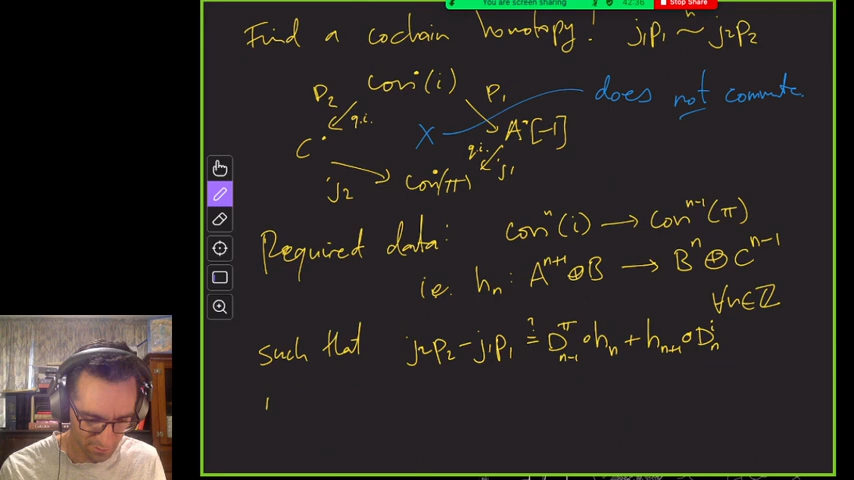 You are screen sharing 42:36 Stop Share
Find a cochain homotopy! j₁p₁ ~ʰ j₂p₂
con˙(i)
p₂ p₁
q.i. X does not commute
C˙ q.i. A˙[-1]
j₂ con˙(π) j₁
Required data: conⁿ(i) → conⁿ⁻¹(π)
i.e. hₙ: Aⁿ⁺¹⊕B → Bⁿ⊕Cⁿ⁻¹
∀n∈ℤ
such that j₂p₂ - j₁p₁ ≟ D^π_{n-1}∘hₙ + hₙ₊₁∘D^i_n